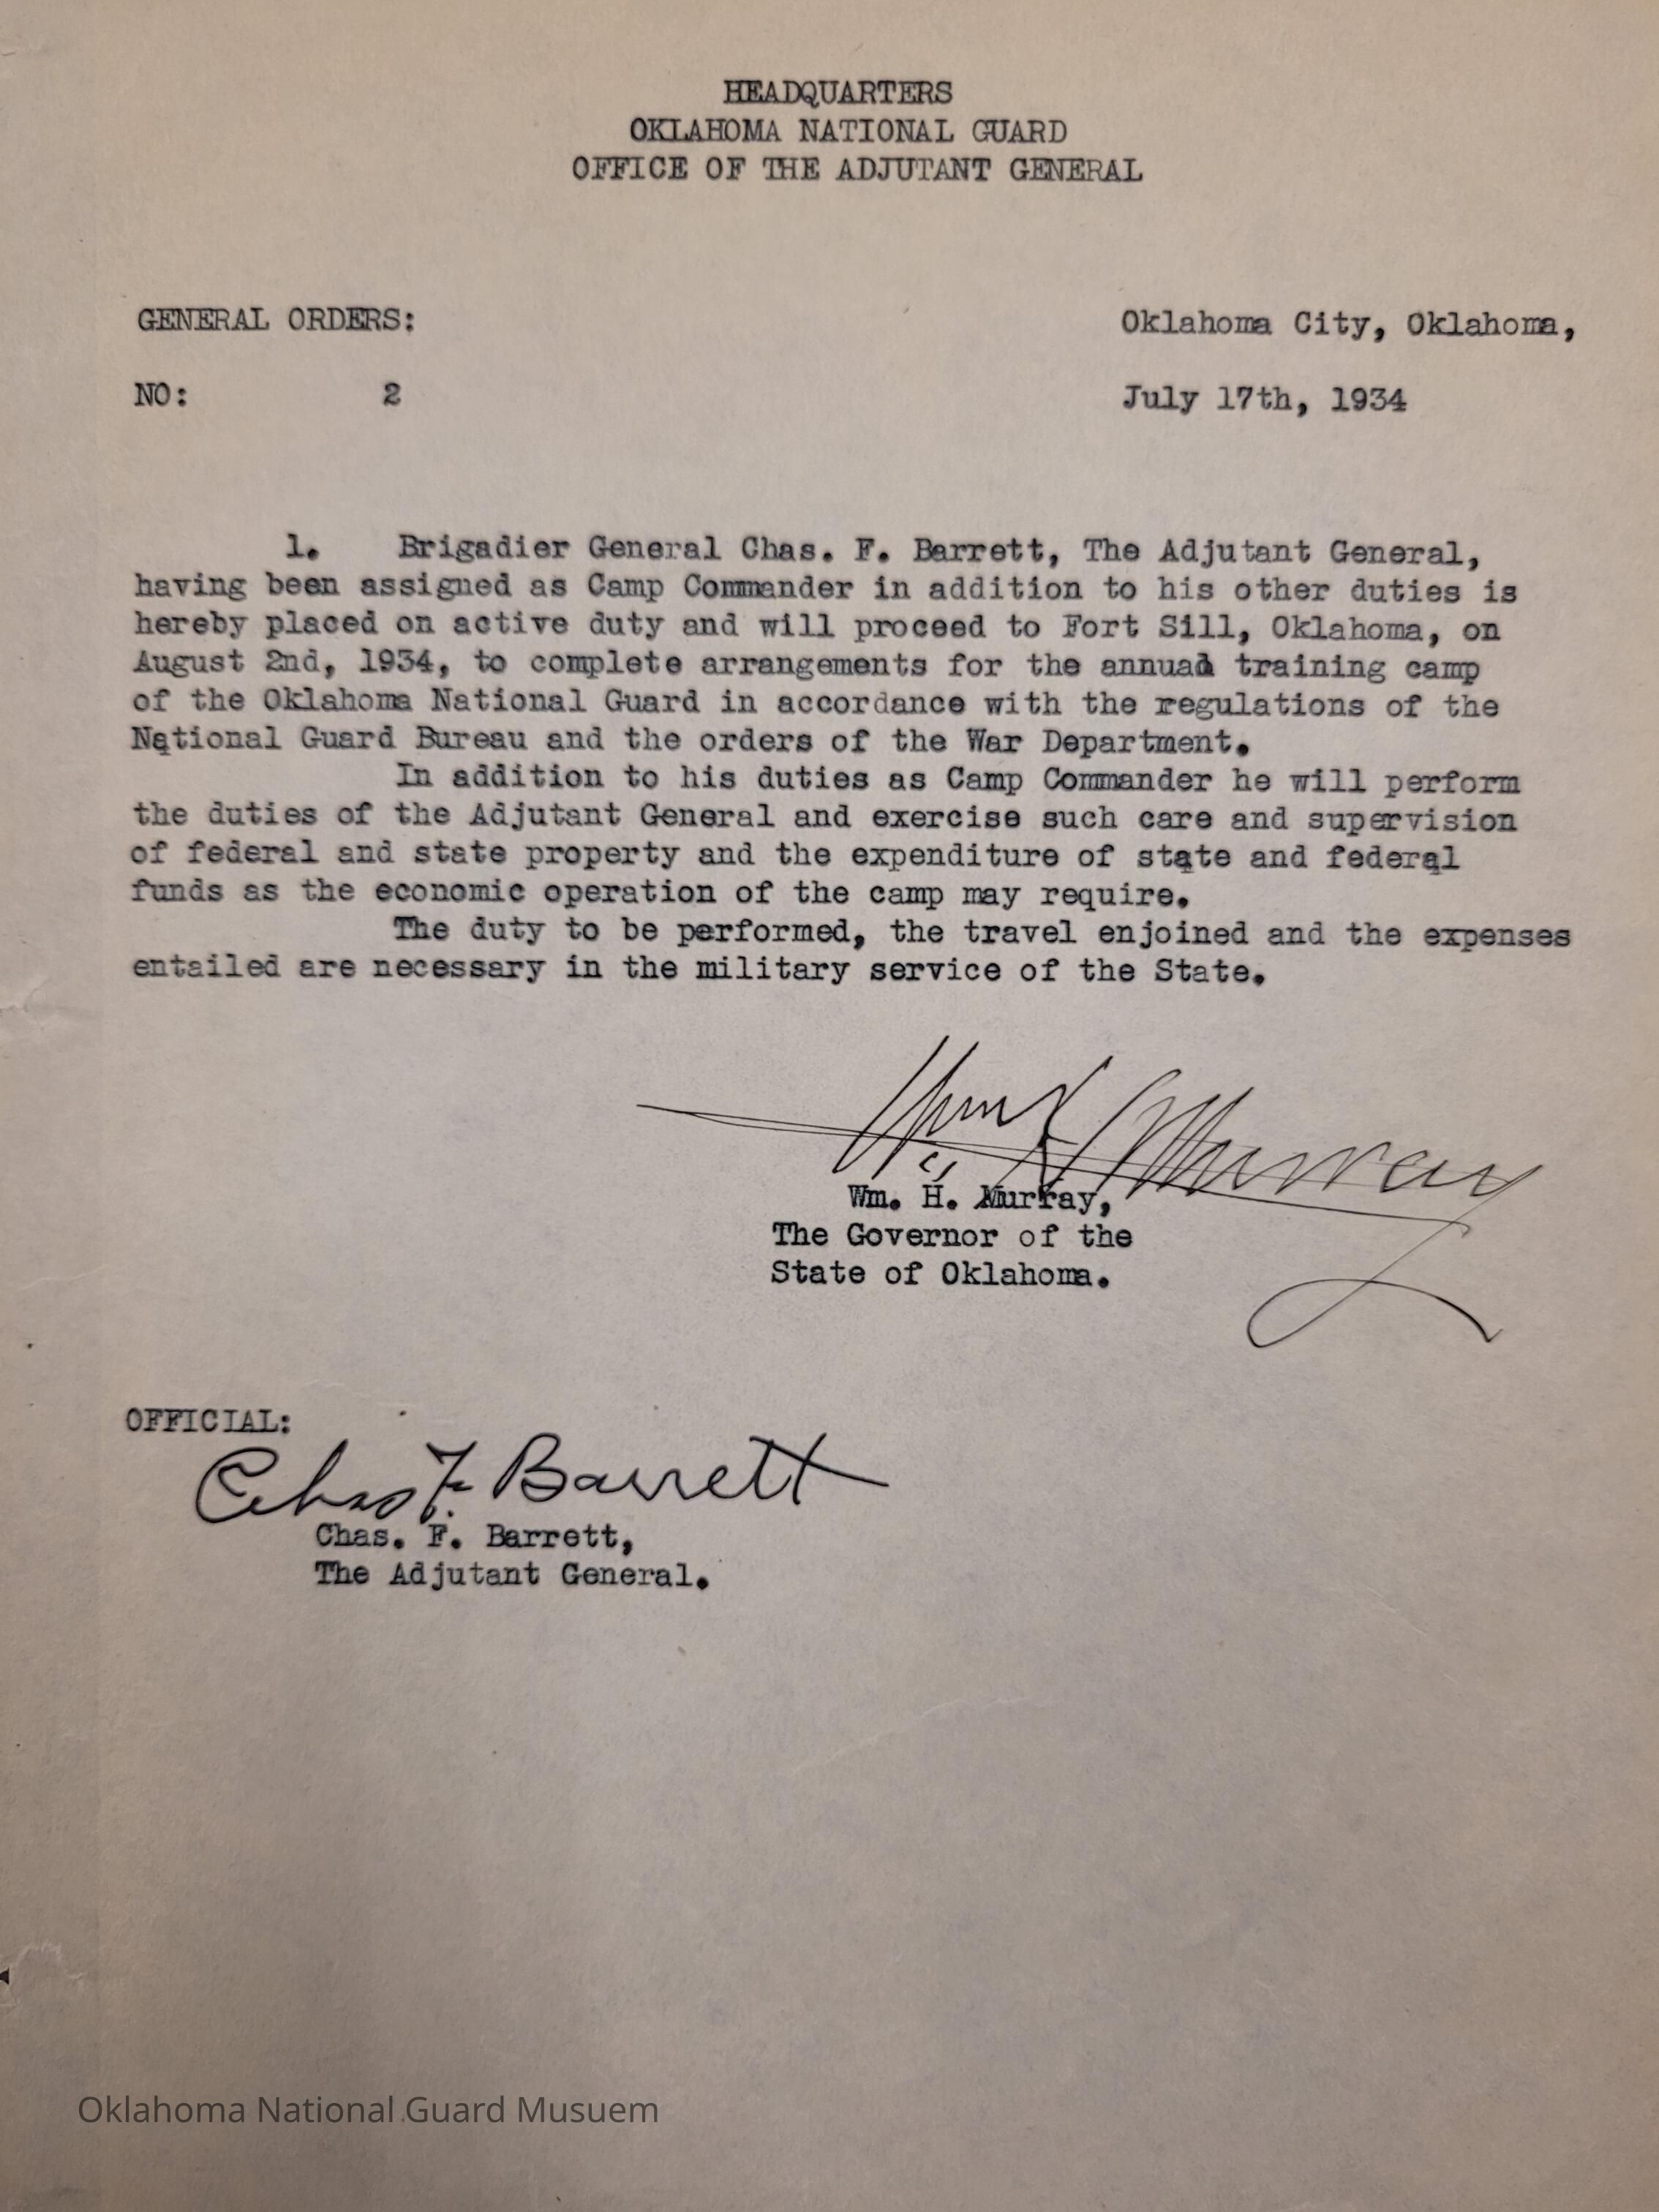 HEADQUARTERS
OKLAHOMA NATIONAL GUARD
OFFICE OF THE ADJUTANT GENERAL
GENERAL ORDERS:
Oklahoma City, Oklahoma,
NO: 2
July 17th, 1934
1. Brigadier General Chas. F. Barrett, The Adjutant General,
having been assigned as Camp Commander in addition to his other duties is
hereby placed on active duty and will proceed to Fort Sill, Oklahoma, on
August 2nd, 1934, to complete arrangements for the annual training camp
of the Oklahoma National Guard in accordance with the regulations of the
National Guard Bureau and the orders of the War Department.
In addition to his duties as Camp Commander he will perform
the duties of the Adjutant General and exercise such care and supervision
of federal and state property and the expenditure of state and federal
funds as the economic operation of the camp may require.
The duty to be performed, the travel enjoined and the expenses
entailed are necessary in the military service of the State.
Wm H Murray
Wm. H. Murray,
The Governor of the
State of Oklahoma.
OFFICIAL:
Chas F. Barrett
Chas. F. Barrett,
The Adjutant General.
Oklahoma National Guard Musuem